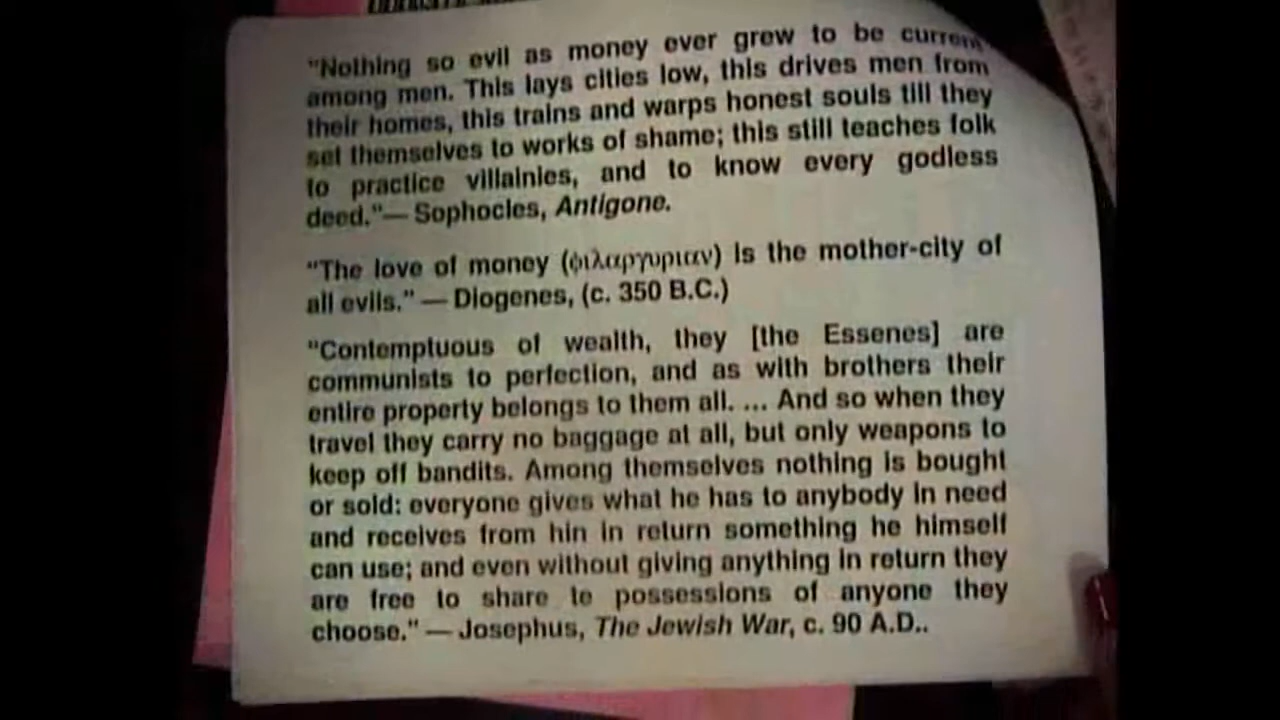 "Nothing so evil as money ever grew to be current
among men. This lays cities low, this drives men from
their homes, this trains and warps honest souls till they
set themselves to works of shame; this still teaches folk
to practice villainies, and to know every godless
deed."— Sophocles, Antigone.
"The love of money (φιλαργυριαν) is the mother-city of
all evils." — Diogenes, (c. 350 B.C.)
"Contemptuous of wealth, they [the Essenes] are
communists to perfection, and as with brothers their
entire property belongs to them all. ... And so when they
travel they carry no baggage at all, but only weapons to
keep off bandits. Among themselves nothing is bought
or sold: everyone gives what he has to anybody in need
and receives from hin in return something he himself
can use; and even without giving anything in return they
are free to share te possessions of anyone they
choose." — Josephus, The Jewish War, c. 90 A.D..